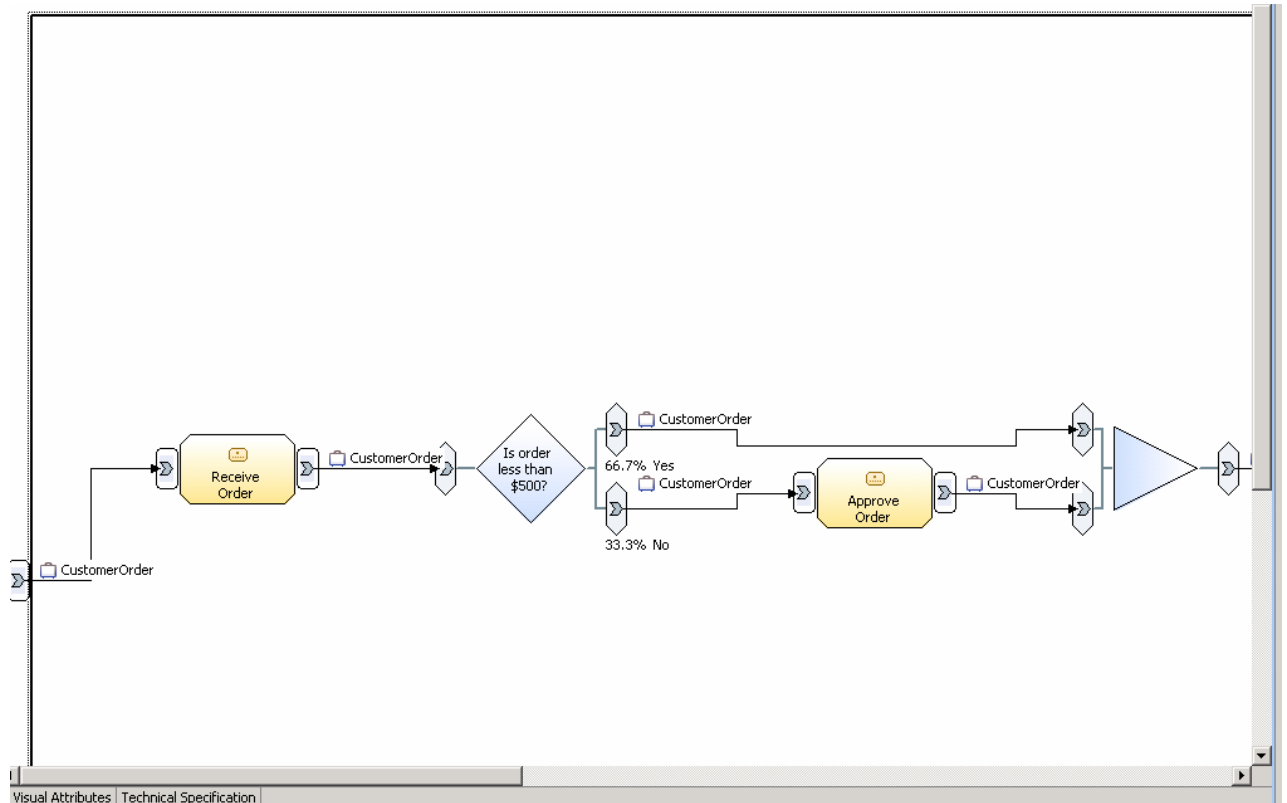 CustomerOrder
Receive
Order
CustomerOrder
Is order
less than
$500?
CustomerOrder
66.7% Yes
CustomerOrder
33.3% No
Approve
Order
CustomerOrder
Visual Attributes
Technical Specification